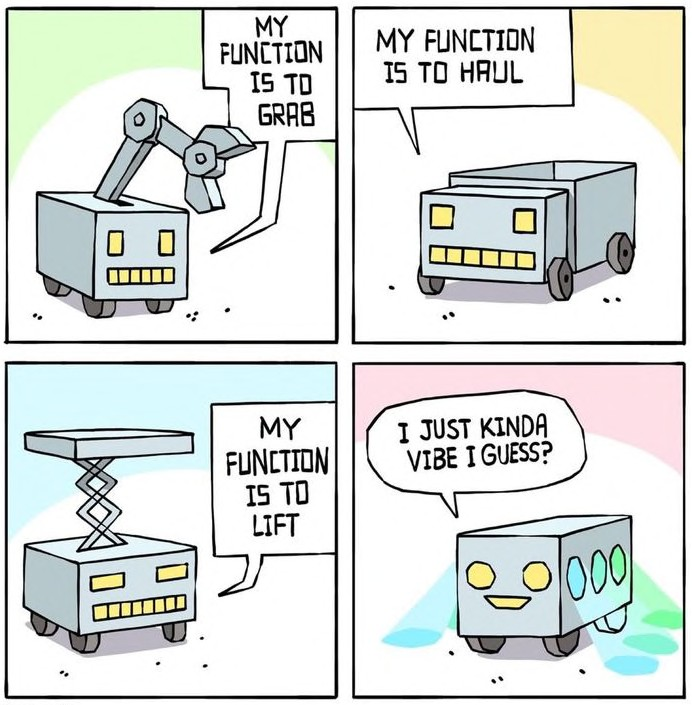 MY
FUNCTION
IS TO
GRAB
MY FUNCTION
IS TO HAUL
MY
FUNCTION
IS TO
LIFT
I JUST KINDA
VIBE I GUESS?